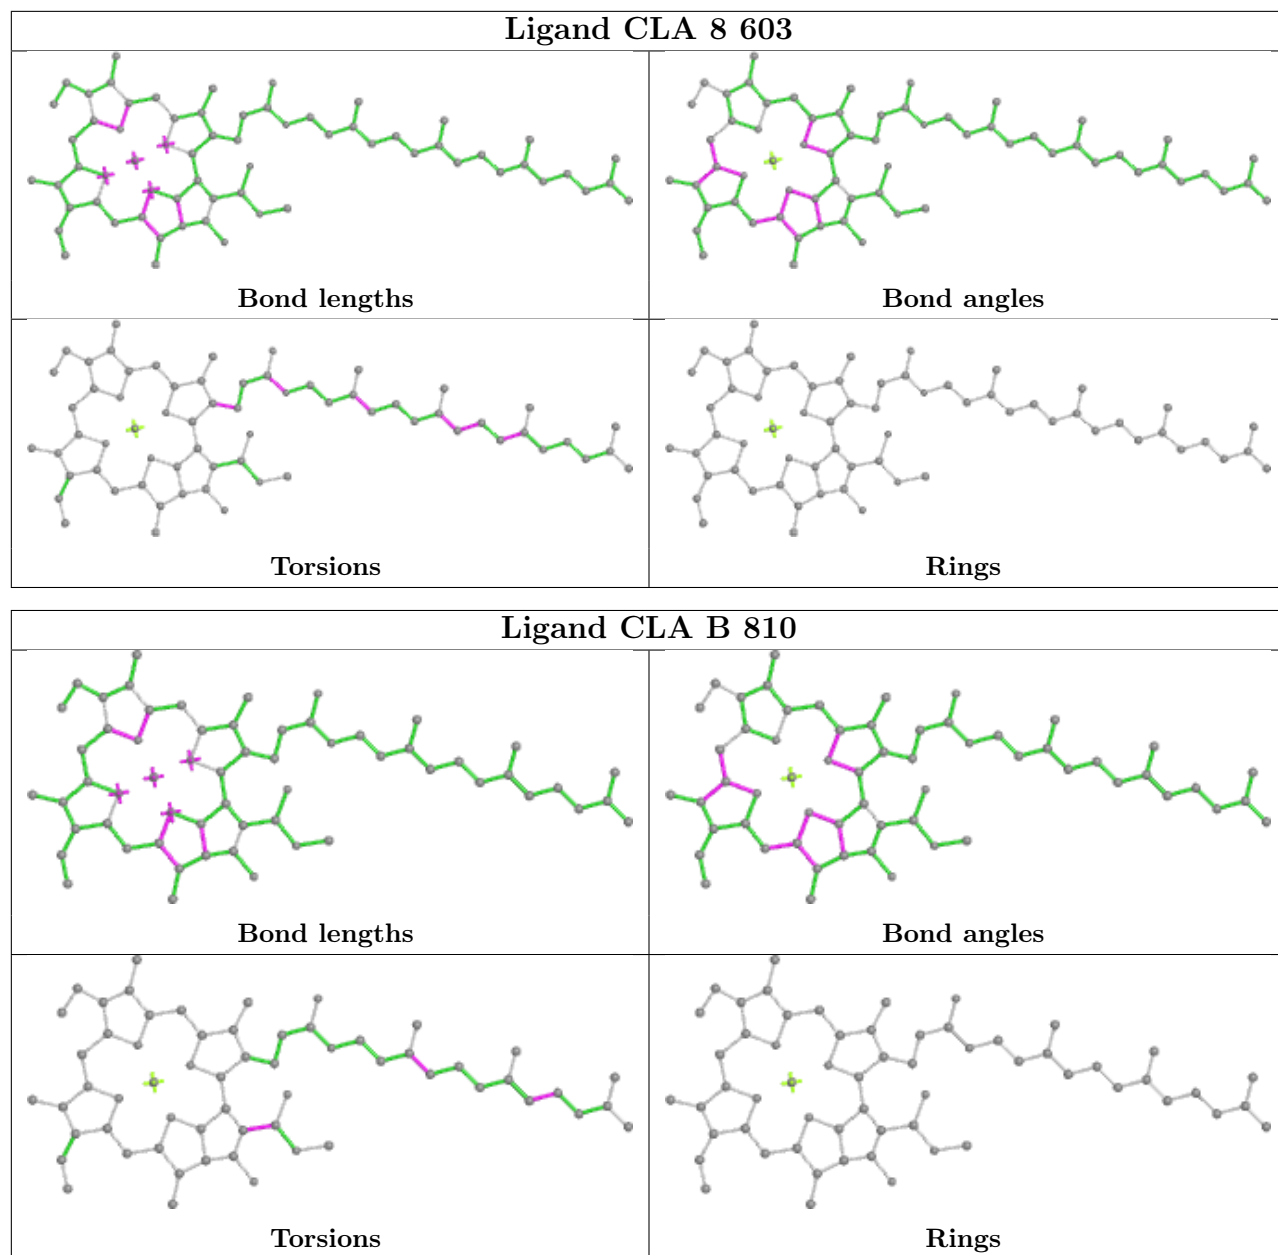 Ligand CLA 8 603
Bond lengths
Bond angles
Torsions
Rings
Ligand CLA B 810
Bond lengths
Bond angles
Torsions
Rings